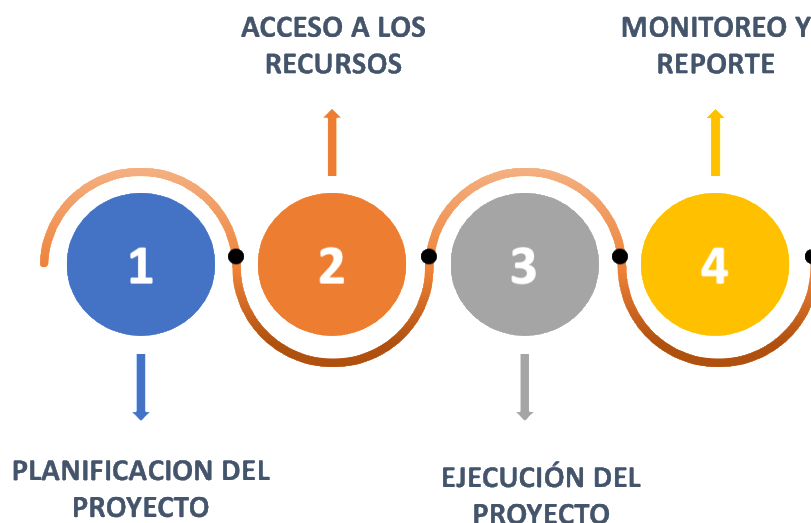 ACCESO A LOS
RECURSOS
MONITOREO Y
REPORTE
1
2
3
4
PLANIFICACION DEL
PROYECTO
EJECUCIÓN DEL
PROYECTO